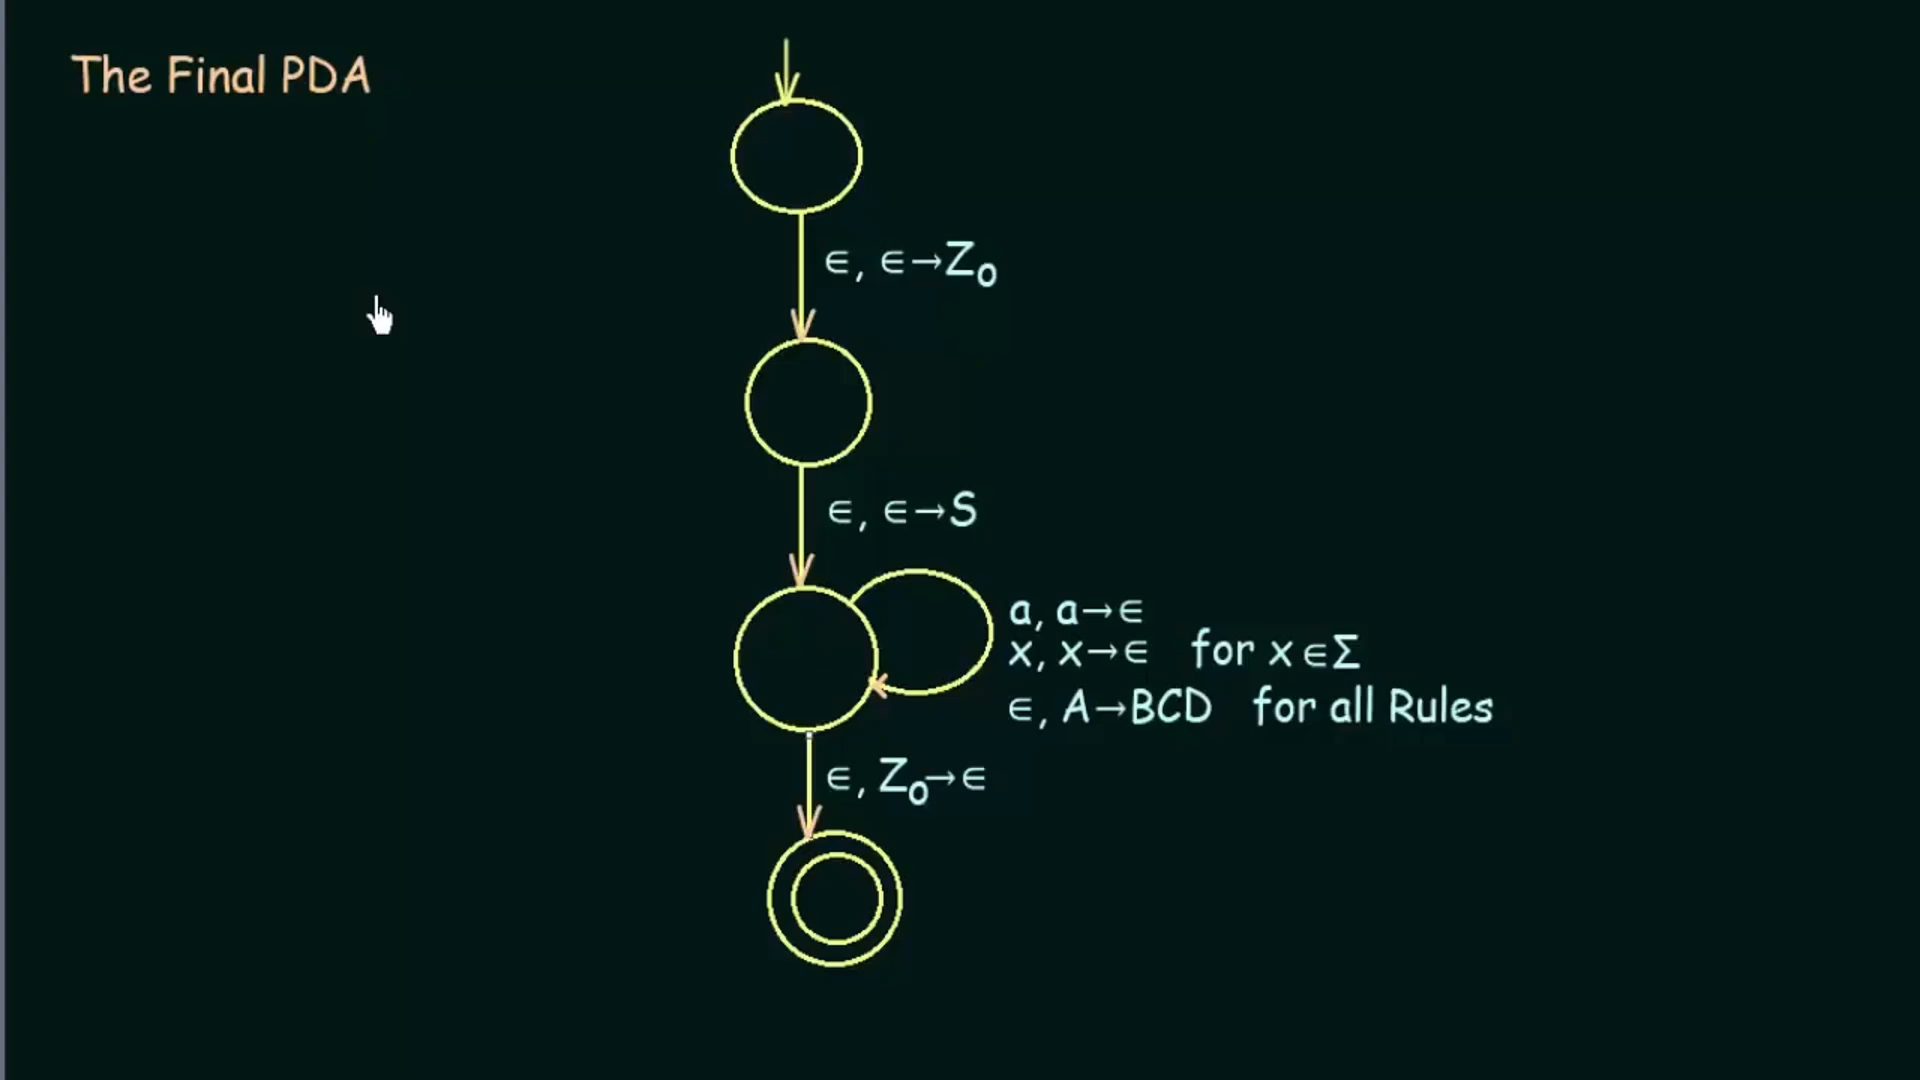 The Final PDA
∈, ∈→Z₀
∈, ∈→S
a, a→∈
x, x→∈ for x∈Σ
∈, A→BCD for all Rules
∈, Z₀→∈